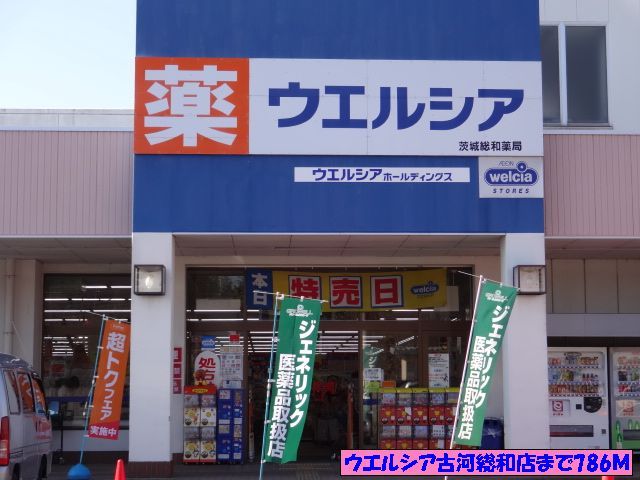 薬 ウエルシア
茨城総和薬局
ウエルシアホールディングス
AEON
welcia
STORES
本日 特売日 welcia
超トクフェア
実施中
ジェネリック
医薬品取扱店
ジェネリック
医薬品取扱店
処
ウエルシア古河総和店まで786M